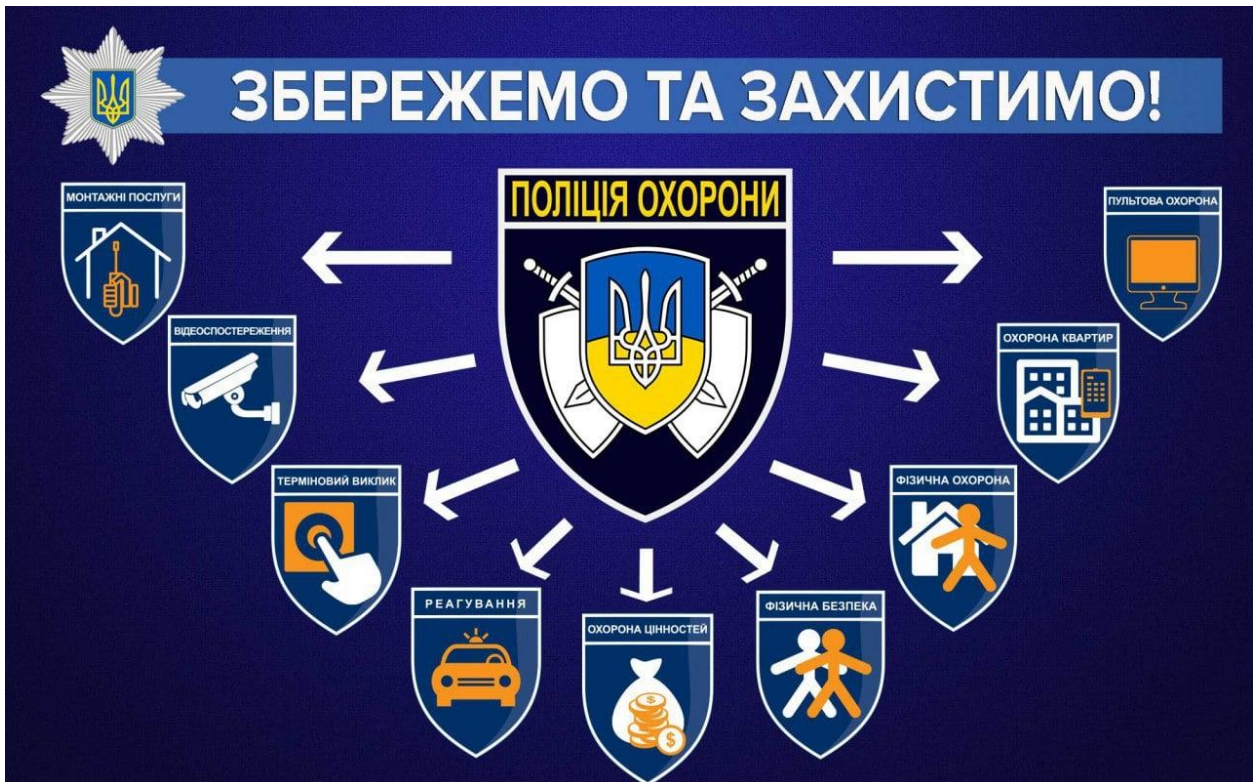 ЗБЕРЕЖЕМО ТА ЗАХИСТИМО!
ПОЛІЦІЯ ОХОРОНИ
МОНТАЖНІ ПОСЛУГИ
ВІДЕОСПОСТЕРЕЖЕННЯ
ТЕРМІНОВИЙ ВИКЛИК
РЕАГУВАННЯ
ОХОРОНА ЦІННОСТЕЙ
ФІЗИЧНА БЕЗПЕКА
ФІЗИЧНА ОХОРОНА
ОХОРОНА КВАРТИР
ПУЛЬТОВА ОХОРОНА